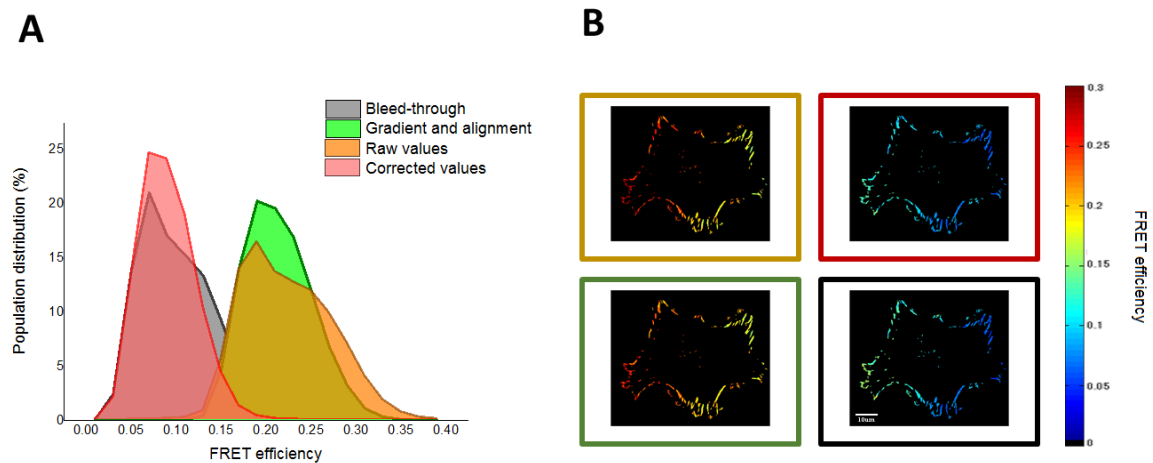 A
B
Bleed-through
Gradient and alignment
Raw values
Corrected values
25
20
15
10
5
0
Population distribution (%)
0.00 0.05 0.10 0.15 0.20 0.25 0.30 0.35 0.40
FRET efficiency
10um
0.3
0.25
0.2
0.15
0.1
0.05
0
FRET efficiency